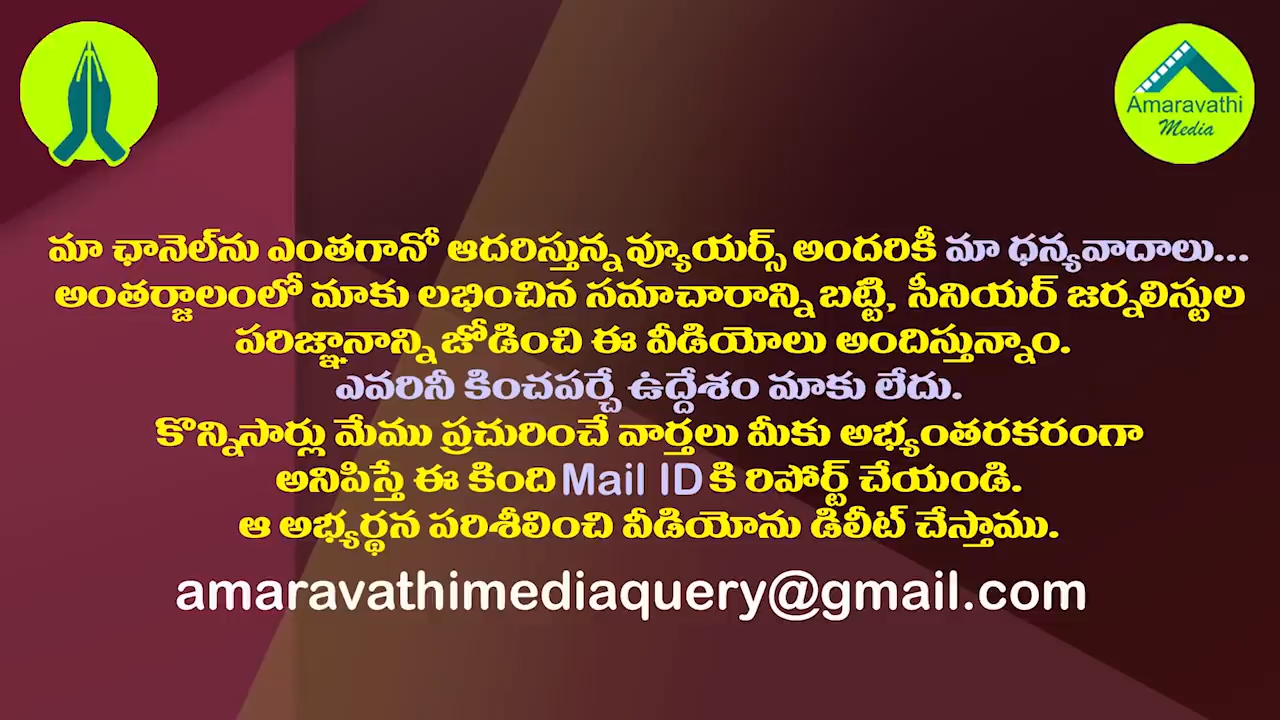 Amaravathi
Media
మా ఛానెల్‌ను ఎంతగానో ఆదరిస్తున్న వ్యూయర్స్ అందరికీ మా ధన్యవాదాలు...
అంతర్జాలంలో మాకు లభించిన సమాచారాన్ని బట్టి, సీనియర్ జర్నలిస్టుల
పరిజ్ఞానాన్ని జోడించి ఈ వీడియోలు అందిస్తున్నాం.
ఎవరినీ కించపర్చే ఉద్దేశం మాకు లేదు.
కొన్నిసార్లు మేము ప్రచురించే వార్తలు మీకు అభ్యంతరకరంగా
అనిపిస్తే ఈ కింది Mail ID కి రిపోర్ట్ చేయండి.
ఆ అభ్యర్థన పరిశీలించి వీడియోను డిలీట్ చేస్తాము.
amaravathimediaquery@gmail.com